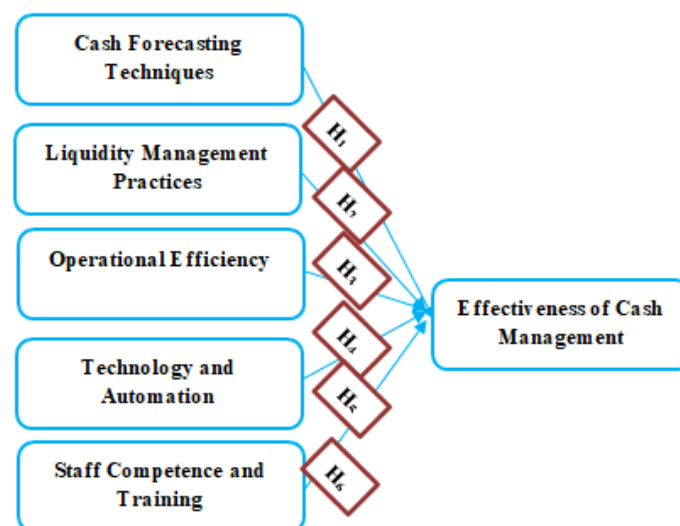 Cash Forecasting
Techniques
H₁
Liquidity Management
Practices
H₂
Operational Efficiency
H₃
Effectiveness of Cash
Management
H₄
Technology and
Automation
H₅
Staff Competence and
Training
H₆